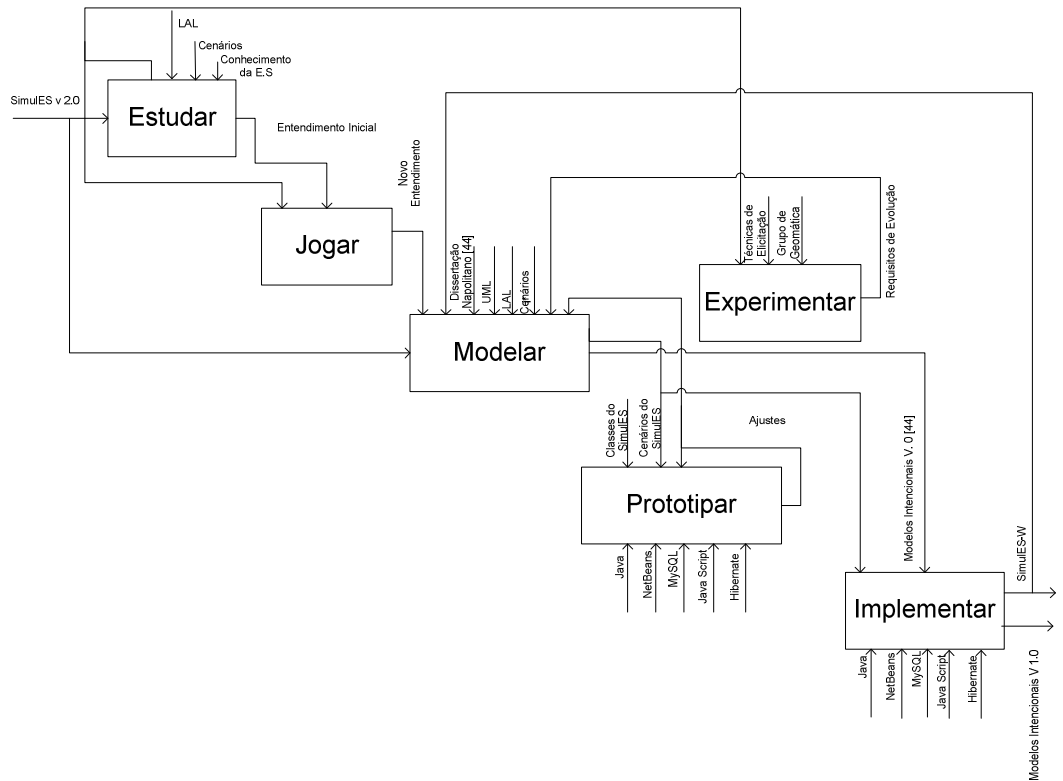 LAL
Cenários
Conhecimento
da E.S
SimulES v 2.0
Estudar
Entendimento Inicial
Novo
Entendimento
Jogar
Técnicas de
Elicitação
Grupo de
Geomática
Requisitos de Evolução
Experimentar
Dissertação
Napolitano [44]
UML
LAL
Cenários
Modelar
Classes do
SimulES
Cenários do
SimulES
Ajustes
Prototipar
Java
NetBeans
MySQL
Java Script
Hibernate
Modelos Intencionais V. 0 [44]
SimulES-W
Implementar
Java
NetBeans
MySQL
Java Script
Hibernate
Modelos Intencionais V 1.0